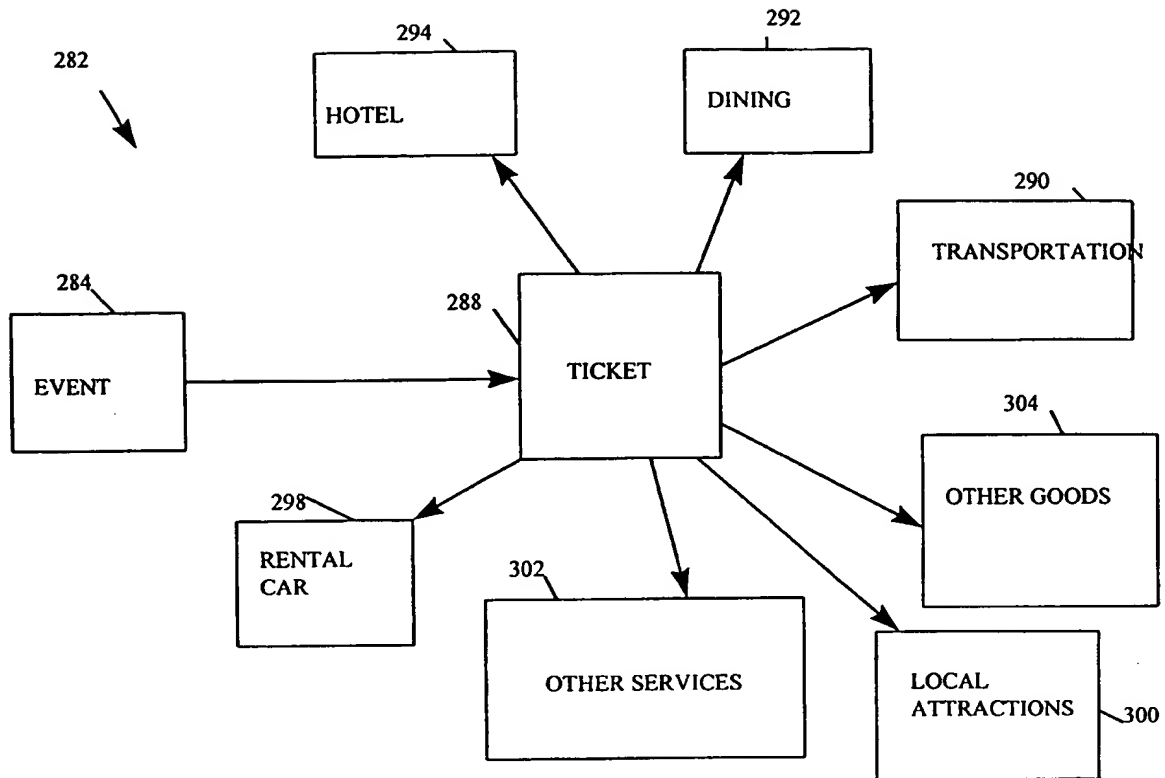 292
294
282
HOTEL
DINING
290
TRANSPORTATION
284
288
EVENT
TICKET
304
OTHER GOODS
298
RENTAL
CAR
302
OTHER SERVICES
LOCAL
ATTRACTIONS
300